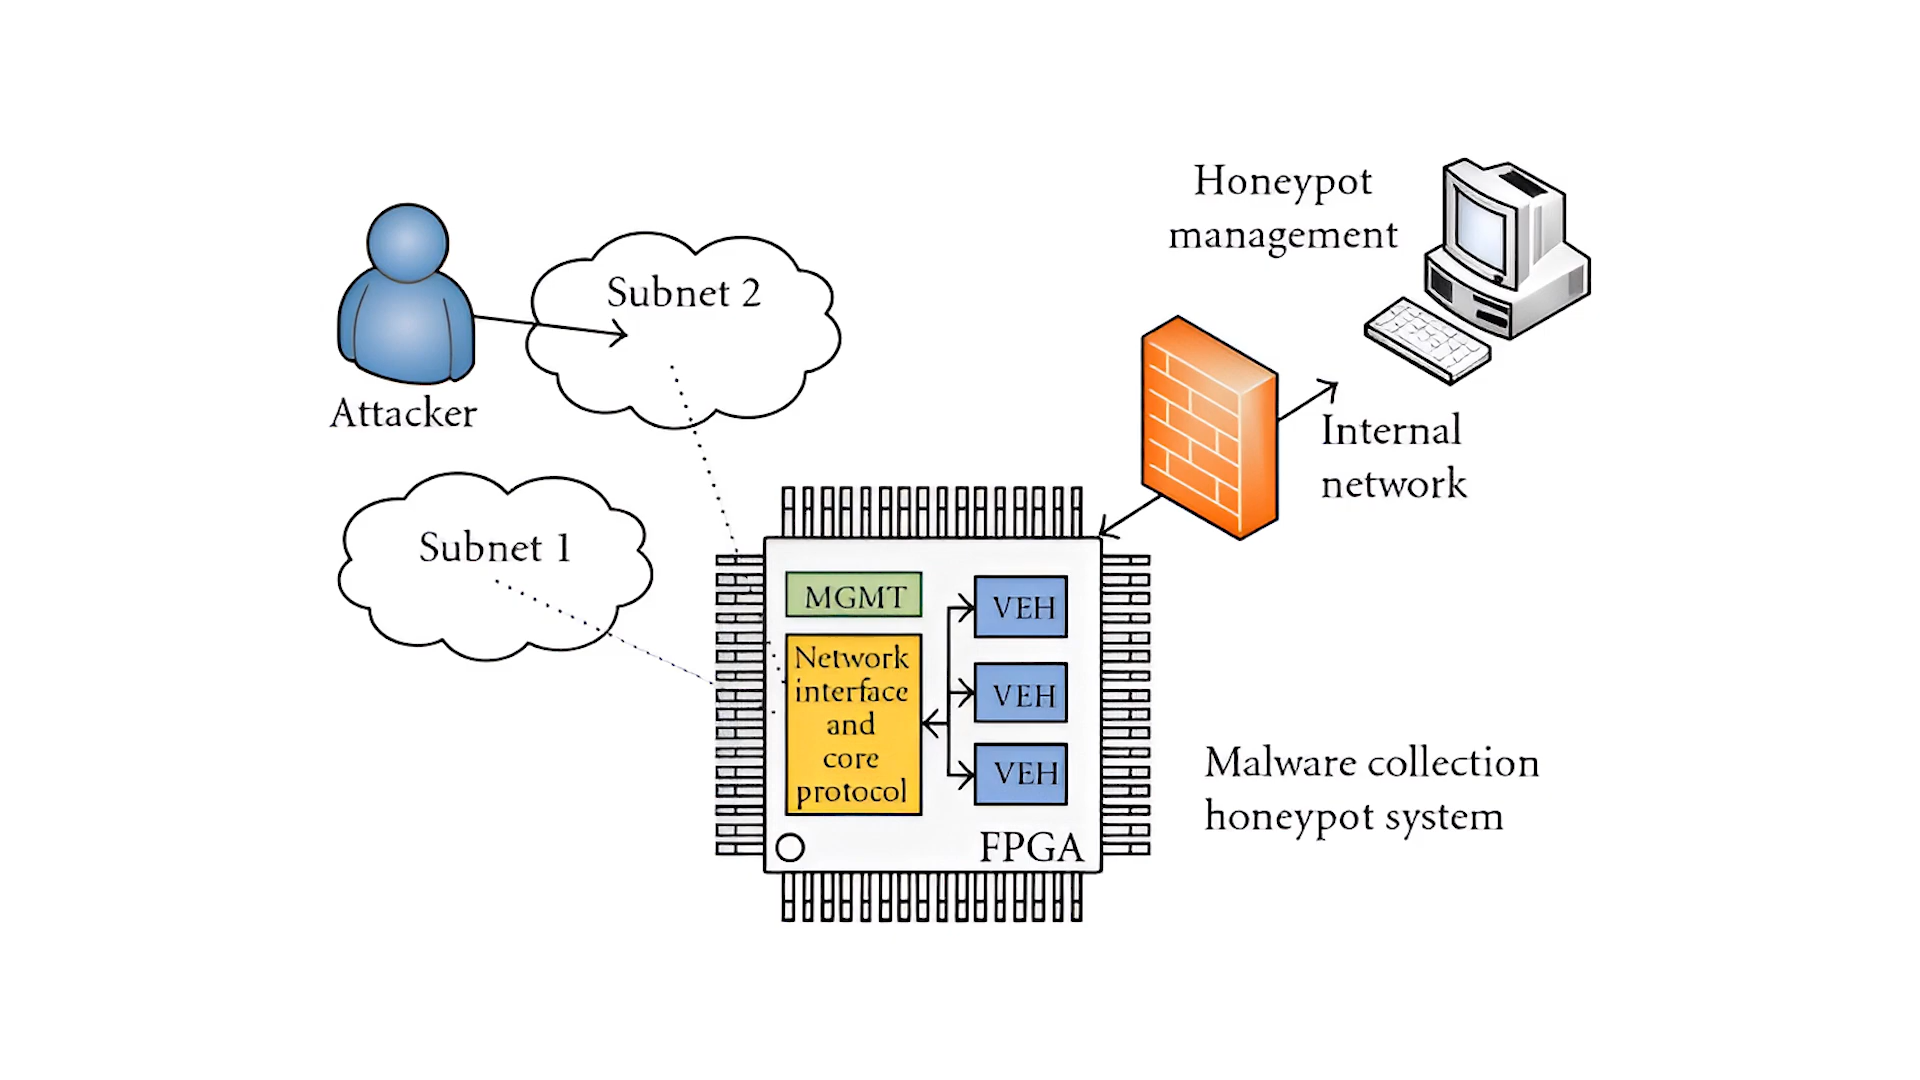 Honeypot
management
Subnet 2
Attacker
Internal
network
Subnet 1
MGMT
VEH
Network
interface
and
core
protocol
VEH
VEH
FPGA
Malware collection
honeypot system